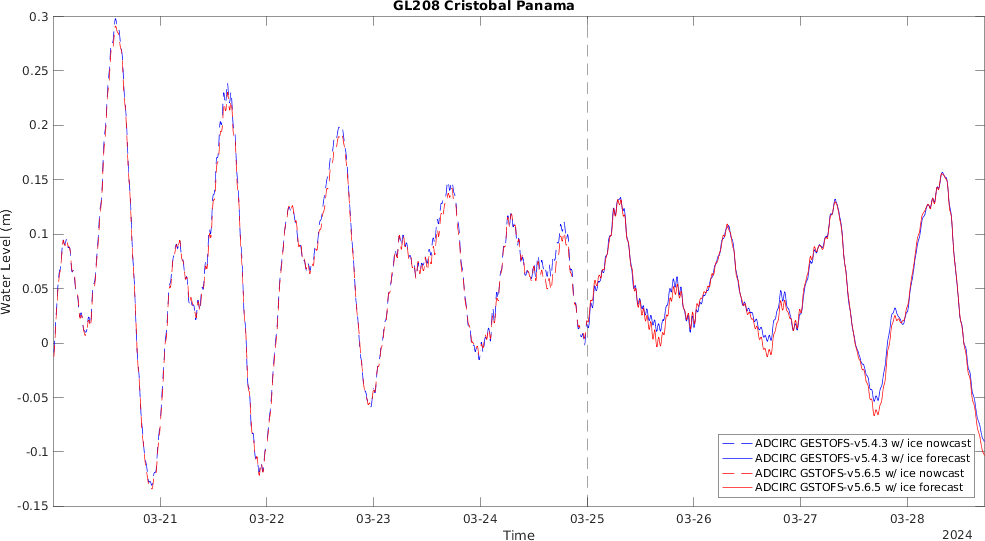 GL208 Cristobal Panama
0.3
0.25
0.2
0.15
0.1
0.05
0
-0.05
-0.1
-0.15
Water Level (m)
03-21
03-22
03-23
03-24
03-25
03-26
03-27
03-28
Time
2024
ADCIRC GESTOFS-v5.4.3 w/ ice nowcast
ADCIRC GESTOFS-v5.4.3 w/ ice forecast
ADCIRC GSTOFS-v5.6.5 w/ ice nowcast
ADCIRC GSTOFS-v5.6.5 w/ ice forecast